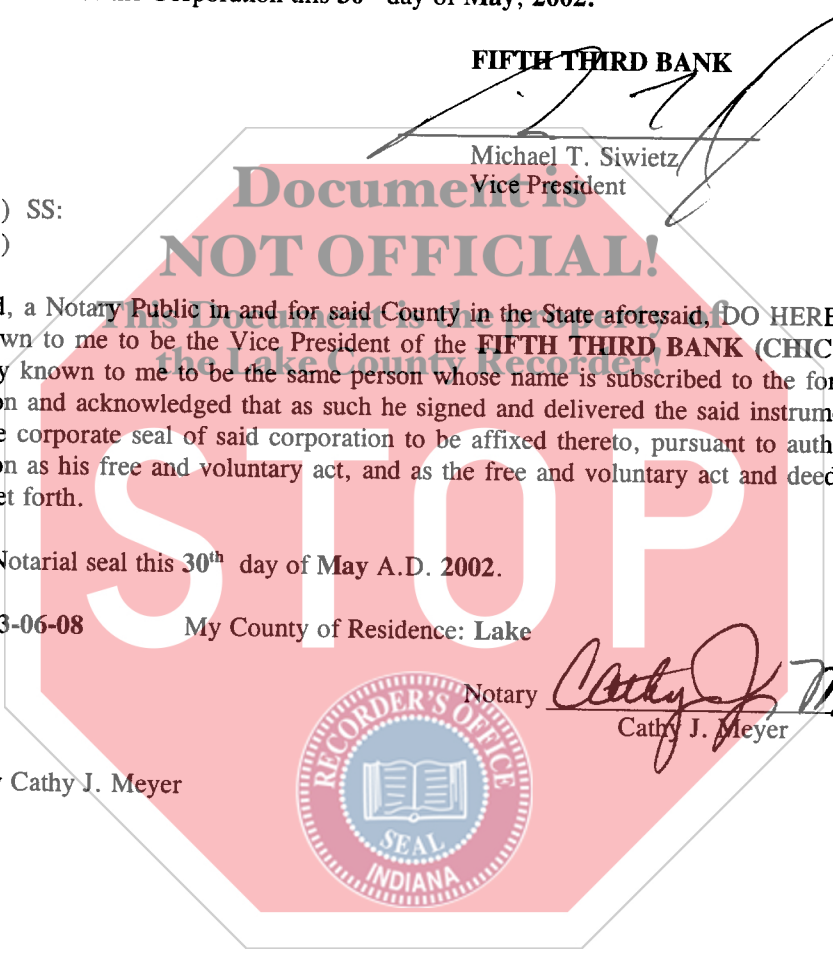 the Corporation this 30th day of May, 2002.
FIFTH THIRD BANK
Michael T. Siwietz
Vice President
Document is
NOT OFFICIAL!
This Document is the property of
the Lake County Recorder!
) SS:
)
, a Notary Public in and for said County in the State aforesaid, DO HERE
wn to me to be the Vice President of the FIFTH THIRD BANK (CHIC
y known to me to be the same person whose name is subscribed to the for
on and acknowledged that as such he signed and delivered the said instrum
e corporate seal of said corporation to be affixed thereto, pursuant to auth
on as his free and voluntary act, and as the free and voluntary act and deed
et forth.
STOP
Notarial seal this 30th day of May A.D. 2002.
3-06-08 My County of Residence: Lake
Notary Cathy J. M
Cathy J. Meyer
Cathy J. Meyer
RECORDER'S OFFICE
SEAL
INDIANA